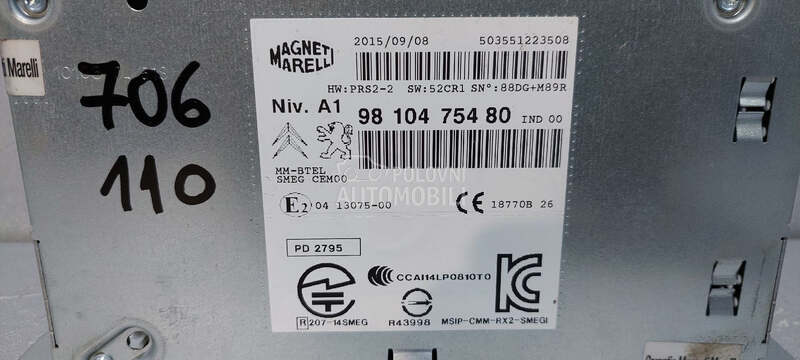 i Marelli
706
110
MAGNETI
MARELLI
2015/09/08 503551223508
HW:PRS2-2 SW:52CR1 SN°:88DG+M89R
Niv. A1 98 104 754 80 IND 00
MM-BTEL
SMEG CEM00
POLOVNI
AUTOMOBILI
E2 04 13075-00 CE 18770B 26
PD 2795
CCAI14LP0810T0
R 207-14SMEG R43998 MSIP-CMM-RX2-SMEGI